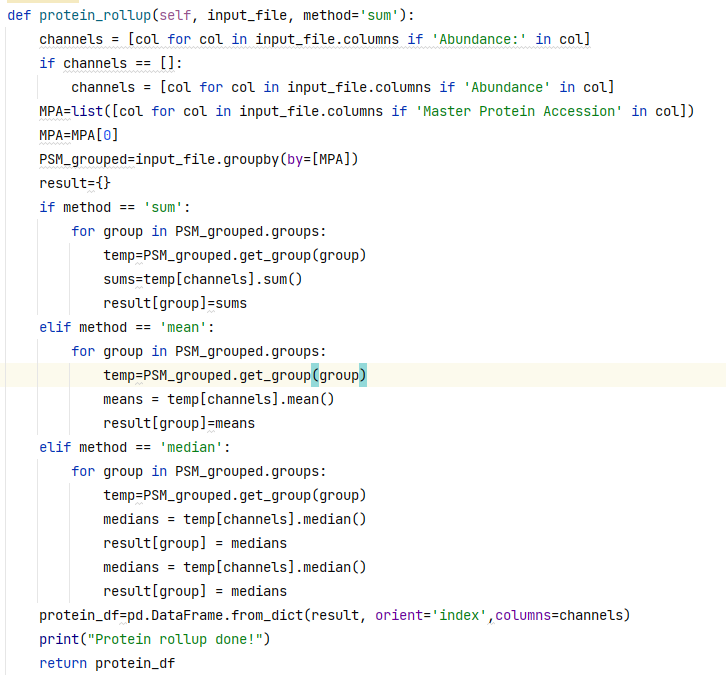 def protein_rollup(self, input_file, method='sum'):
    channels = [col for col in input_file.columns if 'Abundance:' in col]
    if channels == []:
        channels = [col for col in input_file.columns if 'Abundance' in col]
    MPA=list([col for col in input_file.columns if 'Master Protein Accession' in col])
    MPA=MPA[0]
    PSM_grouped=input_file.groupby(by=[MPA])
    result={}
    if method == 'sum':
        for group in PSM_grouped.groups:
            temp=PSM_grouped.get_group(group)
            sums=temp[channels].sum()
            result[group]=sums
    elif method == 'mean':
        for group in PSM_grouped.groups:
            temp=PSM_grouped.get_group(group)
            means = temp[channels].mean()
            result[group]=means
    elif method == 'median':
        for group in PSM_grouped.groups:
            temp=PSM_grouped.get_group(group)
            medians = temp[channels].median()
            result[group] = medians
            medians = temp[channels].median()
            result[group] = medians
    protein_df=pd.DataFrame.from_dict(result, orient='index',columns=channels)
    print("Protein rollup done!")
    return protein_df